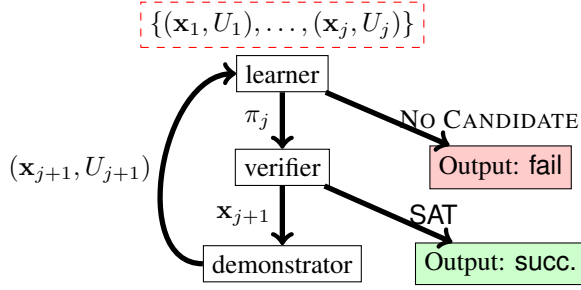 {(𝐱₁, U₁), . . . , (𝐱ⱼ, Uⱼ)}
learner
πⱼ
NO CANDIDATE
(𝐱ⱼ₊₁, Uⱼ₊₁)
verifier
Output: fail
𝐱ⱼ₊₁
SAT
demonstrator
Output: succ.